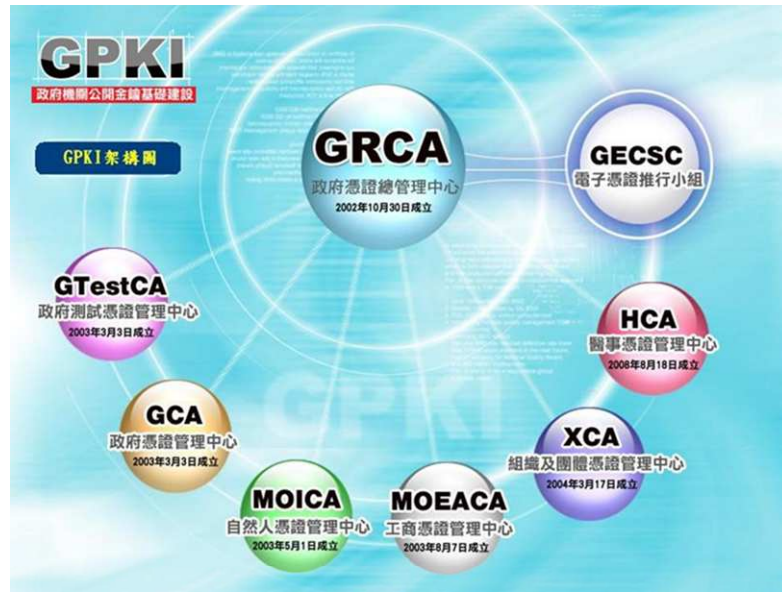 GPKI
政府機關公開金鑰基礎建設
GPKI架構圖
GRCA
政府憑證總管理中心
2002年10月30日成立
GECSC
電子憑證推行小組
GTestCA
政府測試憑證管理中心
2003年3月3日成立
HCA
醫事憑證管理中心
2008年8月18日成立
GCA
政府憑證管理中心
2003年3月3日成立
XCA
組織及團體憑證管理中心
2004年3月17日成立
MOICA
自然人憑證管理中心
2003年5月1日成立
MOEACA
工商憑證管理中心
2003年8月7日成立
GPKI